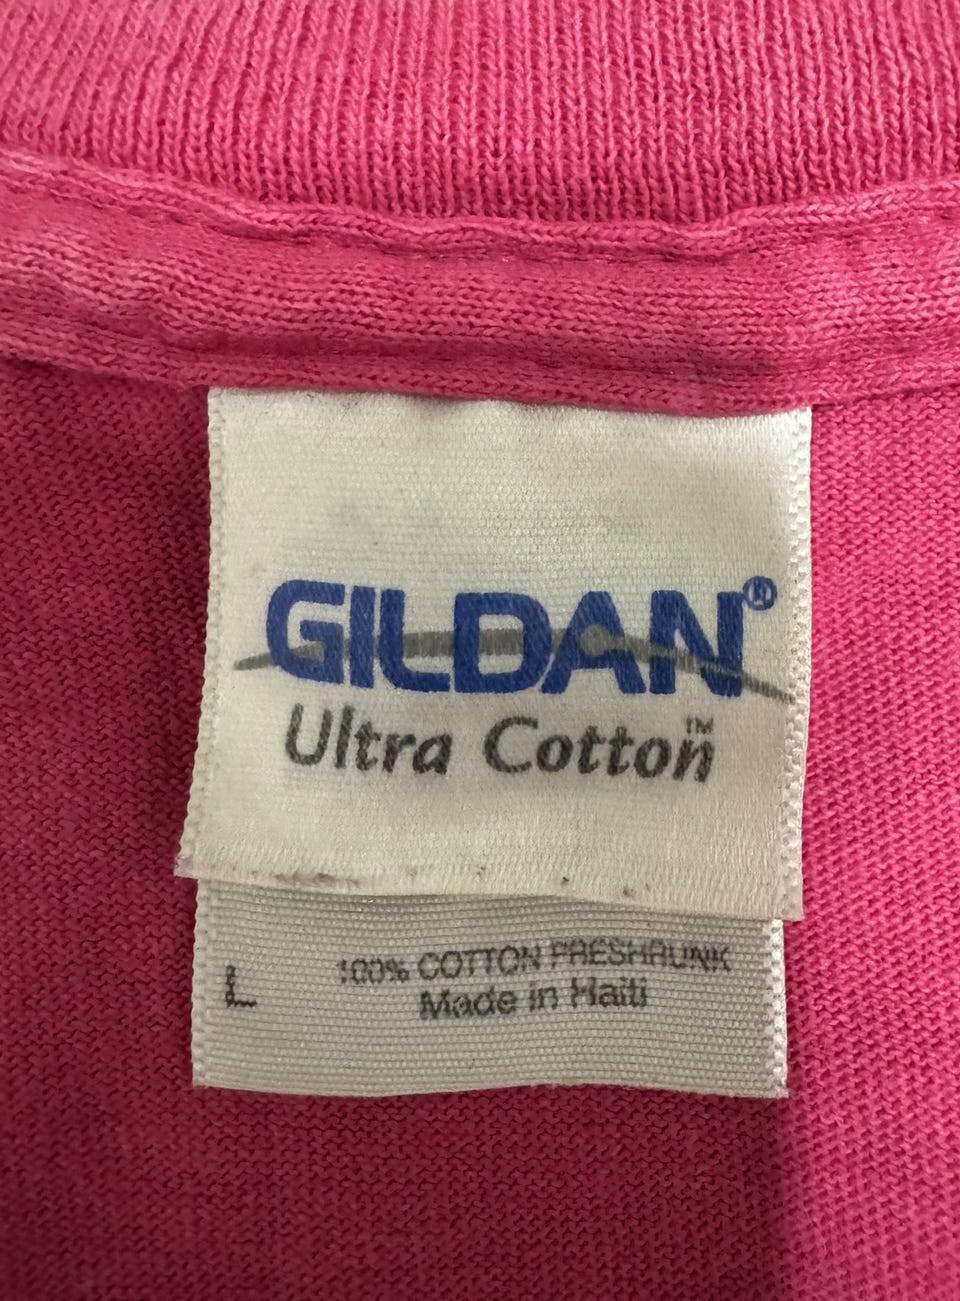 GILDAN®
Ultra Cotton™
L
100% COTTON PRESHRUNK
Made in Haiti